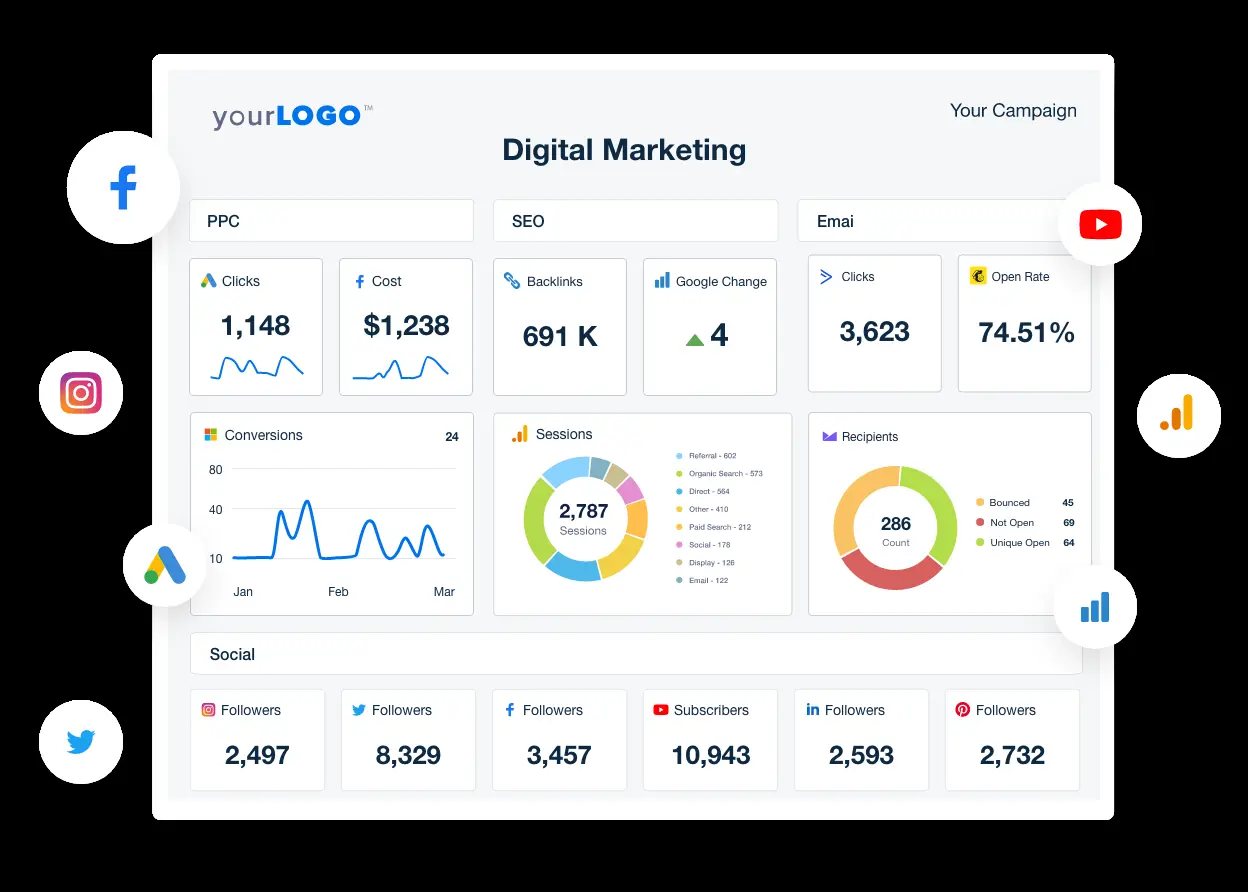 yourLOGO™
Your Campaign
Digital Marketing
PPC
SEO
Emai
Clicks
1,148
Cost
$1,238
Backlinks
691 K
Google Change
4
Clicks
3,623
Open Rate
74.51%
Conversions
24
80
40
10
Jan Feb Mar
Sessions
2,787
Sessions
Referral - 602
Organic Search - 573
Direct - 564
Other - 410
Paid Search - 212
Social - 178
Display - 126
Email - 122
Recipients
286
Count
Bounced 45
Not Open 69
Unique Open 64
Social
Followers
2,497
Followers
8,329
Followers
3,457
Subscribers
10,943
in Followers
2,593
Followers
2,732